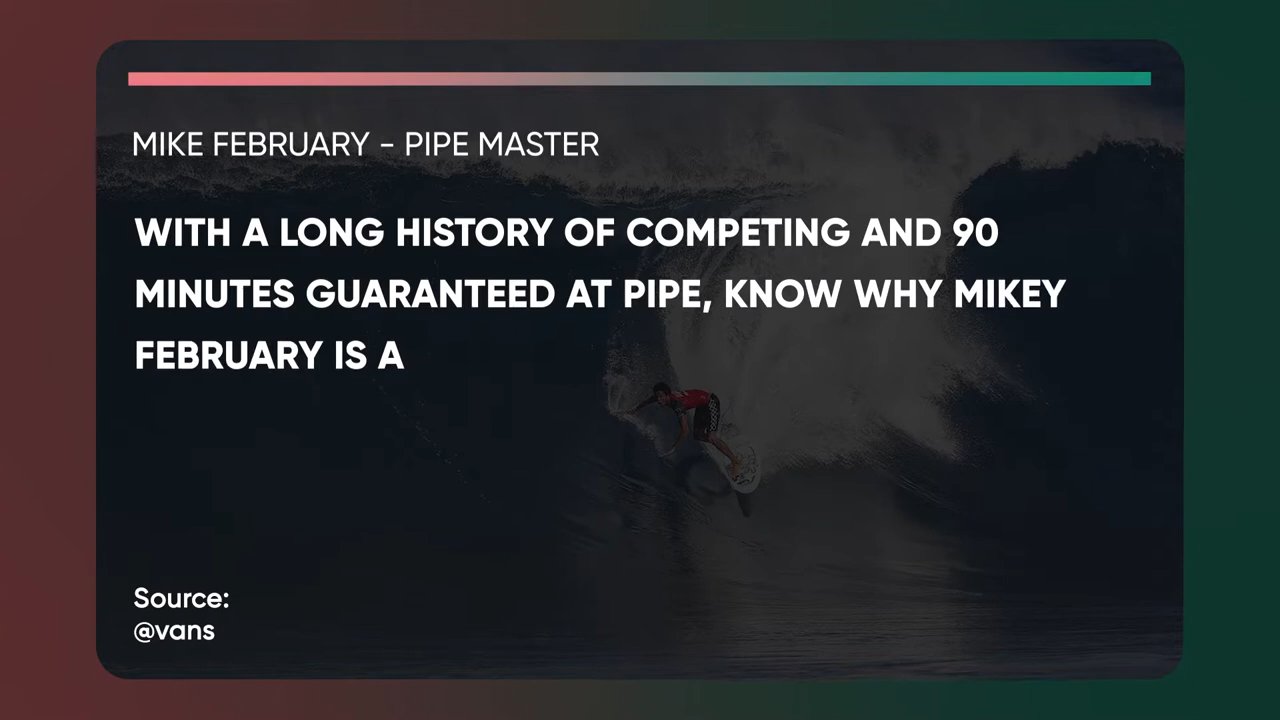 MIKE FEBRUARY - PIPE MASTER
WITH A LONG HISTORY OF COMPETING AND 90
MINUTES GUARANTEED AT PIPE, KNOW WHY MIKEY
FEBRUARY IS A
Source:
@vans